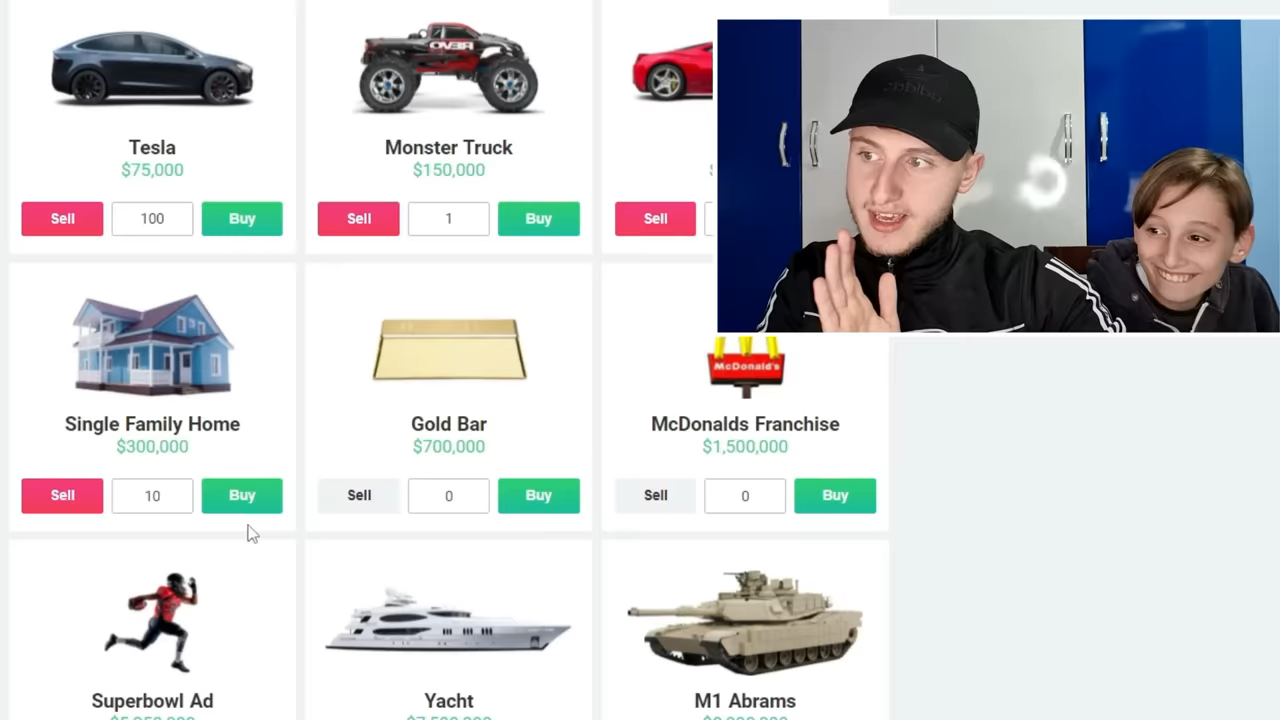 OVER
adidas
Tesla
$75,000
Monster Truck
$150,000
Sell 100 Buy
Sell 1 Buy
Sell
McDonald's
Single Family Home
$300,000
Gold Bar
$700,000
McDonalds Franchise
$1,500,000
Sell 10 Buy
Sell 0 Buy
Sell 0 Buy
Superbowl Ad
Yacht
M1 Abrams